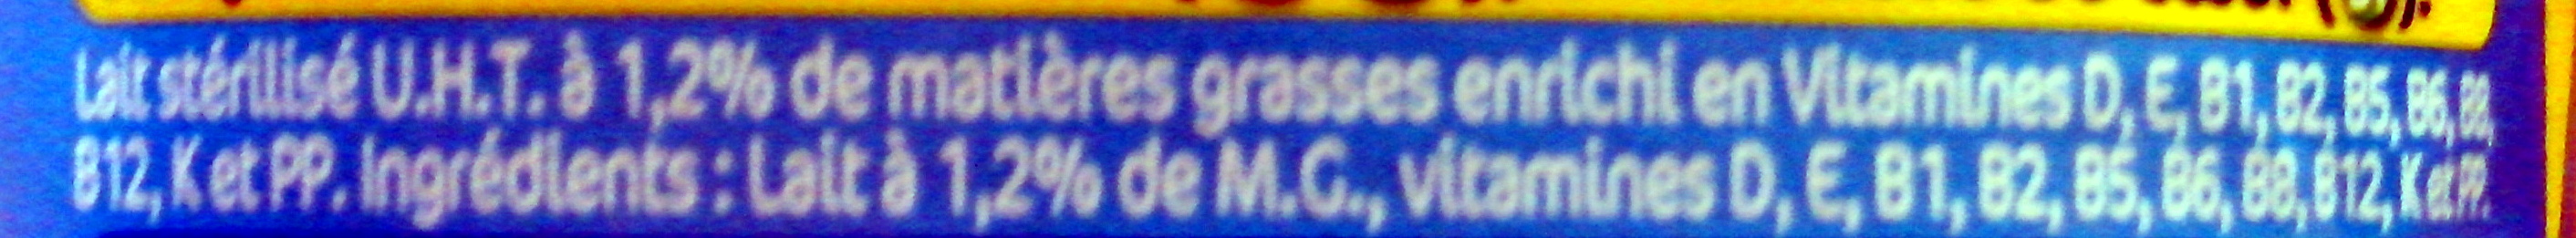 Lait stérilisé U.H.T. à 1,2% de matières grasses enrichi en Vitamines D, E, B1, B2, B5, B6, B8,
B12, K et PP. Ingrédients : Lait à 1,2% de M.G., vitamines D, E, B1, B2, B5, B6, B8, B12, K et PP.